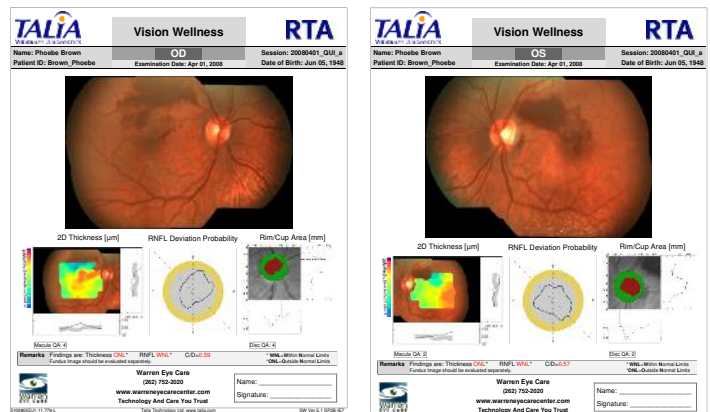 TALiA
Vision Wellness
RTA
Name: Phoebe Brown
OD
Session: 20080401_QUI_a
Patient ID: Brown_Phoebe
Examination Date: Apr 01, 2008
Date of Birth: Jun 05, 1948
2D Thickness [µm]
RNFL Deviation Probability
Rim/Cup Area [mm]
Macula QA: 4
Disc QA: 4
Remarks
Findings are: Thickness ONL* RNFL WNL* C/D=0.59
Fundus Image should be evaluated separately.
* WNL=Within Normal Limits
*ONL=Outside Normal Limits
Warren Eye Care
(262) 752-2020
www.warreneyecarecenter.com
Technology And Care You Trust
warren
EYE CARE
Name:
Signature:
Talia Technology Ltd. www.talia.com
TALiA
Vision Wellness
RTA
Name: Phoebe Brown
OS
Session: 20080401_QUI_a
Patient ID: Brown_Phoebe
Examination Date: Apr 01, 2008
Date of Birth: Jun 05, 1948
2D Thickness [µm]
RNFL Deviation Probability
Rim/Cup Area [mm]
Macula QA: 2
Disc QA: 2
Remarks
Findings are: Thickness ONL* RNFL WNL* C/D=0.57
Fundus Image should be evaluated separately.
* WNL=Within Normal Limits
*ONL=Outside Normal Limits
Warren Eye Care
(262) 752-2020
www.warreneyecarecenter.com
Technology And Care You Trust
warren
EYE CARE
Name:
Signature: